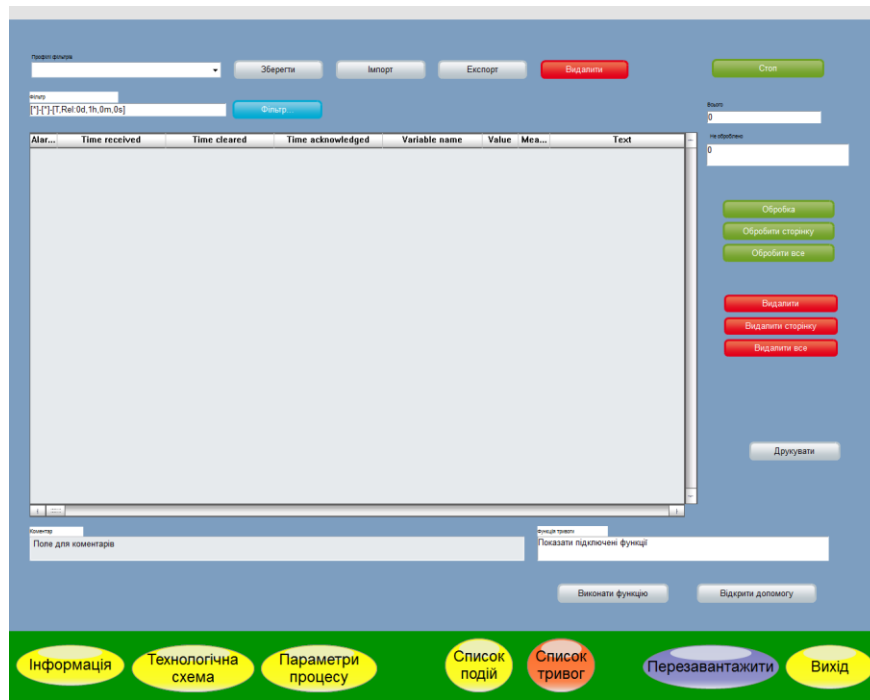 Профілі фільтрів
Зберегти
Імпорт
Експорт
Видалити
Стоп
Фільтр
[*]-[*]-[T,Rel:0d,1h,0m,0s]
Фільтр...
Всього
0
Не оброблено
0
Alar... Time received Time cleared Time acknowledged Variable name Value Mea... Text
Обробка
Обробити сторінку
Обробити все
Видалити
Видалити сторінку
Видалити все
Друкувати
Коментар
Поле для коментарів
Функція тривоги
Показати підключені функції
Виконати функцію
Відкрити допомогу
Інформація
Технологічна
схема
Параметри
процесу
Список
подій
Список
тривог
Перезавантажити
Вихід